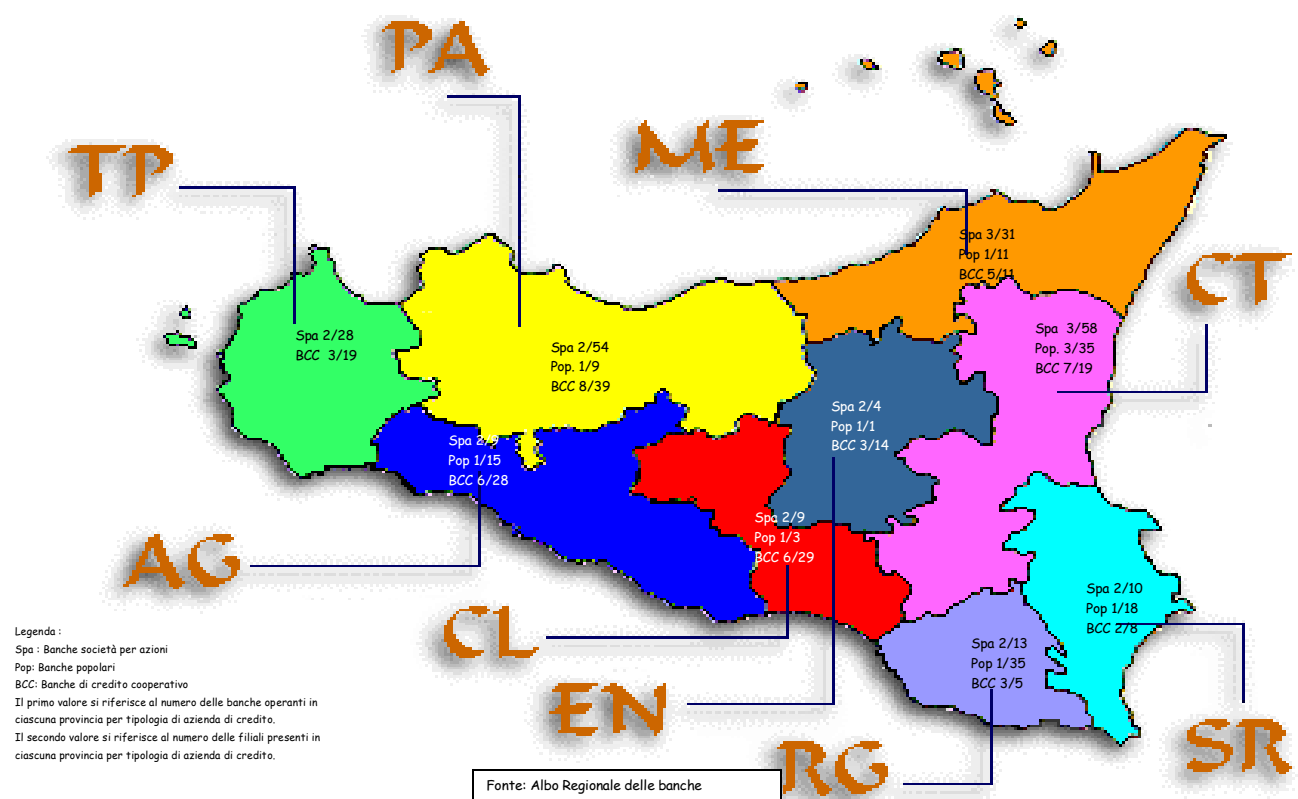 PA
TP
ME
CT
Spa 3/31
Pop 1/11
BCC 5/11
Spa 2/28
BCC 3/19
Spa 2/54
Pop. 1/9
BCC 8/39
Spa 3/58
Pop. 3/35
BCC 7/19
Spa 2/4
Pop 1/1
BCC 3/14
Spa 2/9
Pop 1/15
BCC 6/28
Spa 2/9
Pop 1/3
BCC 6/29
Spa 2/10
Pop 1/18
BCC 2/8
Spa 2/13
Pop 1/35
BCC 3/5
AG
CL
EN
RG
SR
Legenda :
Spa : Banche società per azioni
Pop: Banche popolari
BCC: Banche di credito cooperativo
Il primo valore si riferisce al numero delle banche operanti in
ciascuna provincia per tipologia di azienda di credito.
Il secondo valore si riferisce al numero delle filiali presenti in
ciascuna provincia per tipologia di azienda di credito.
Fonte: Albo Regionale delle banche